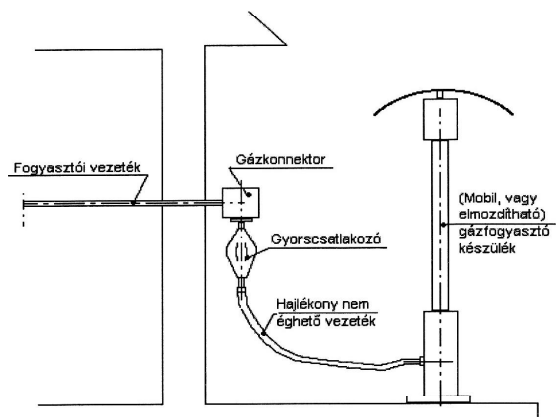 Fogyasztói vezeték
Gázkonnektor
Gyorscsatlakozó
Hajlékony nem
éghető vezeték
(Mobil, vagy
elmozdítható)
gázfogyasztó
készülék